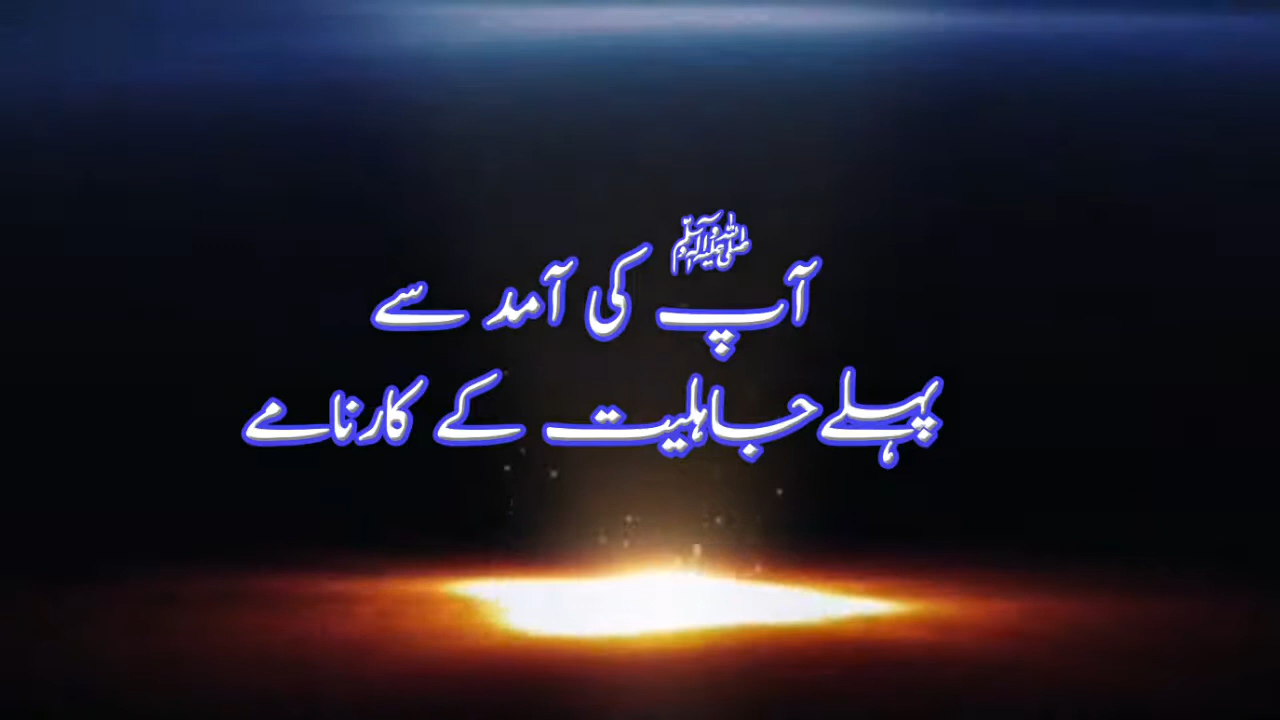 آپ ﷺ کی آمد سے
پہلے جاہلیت کے کارنامے